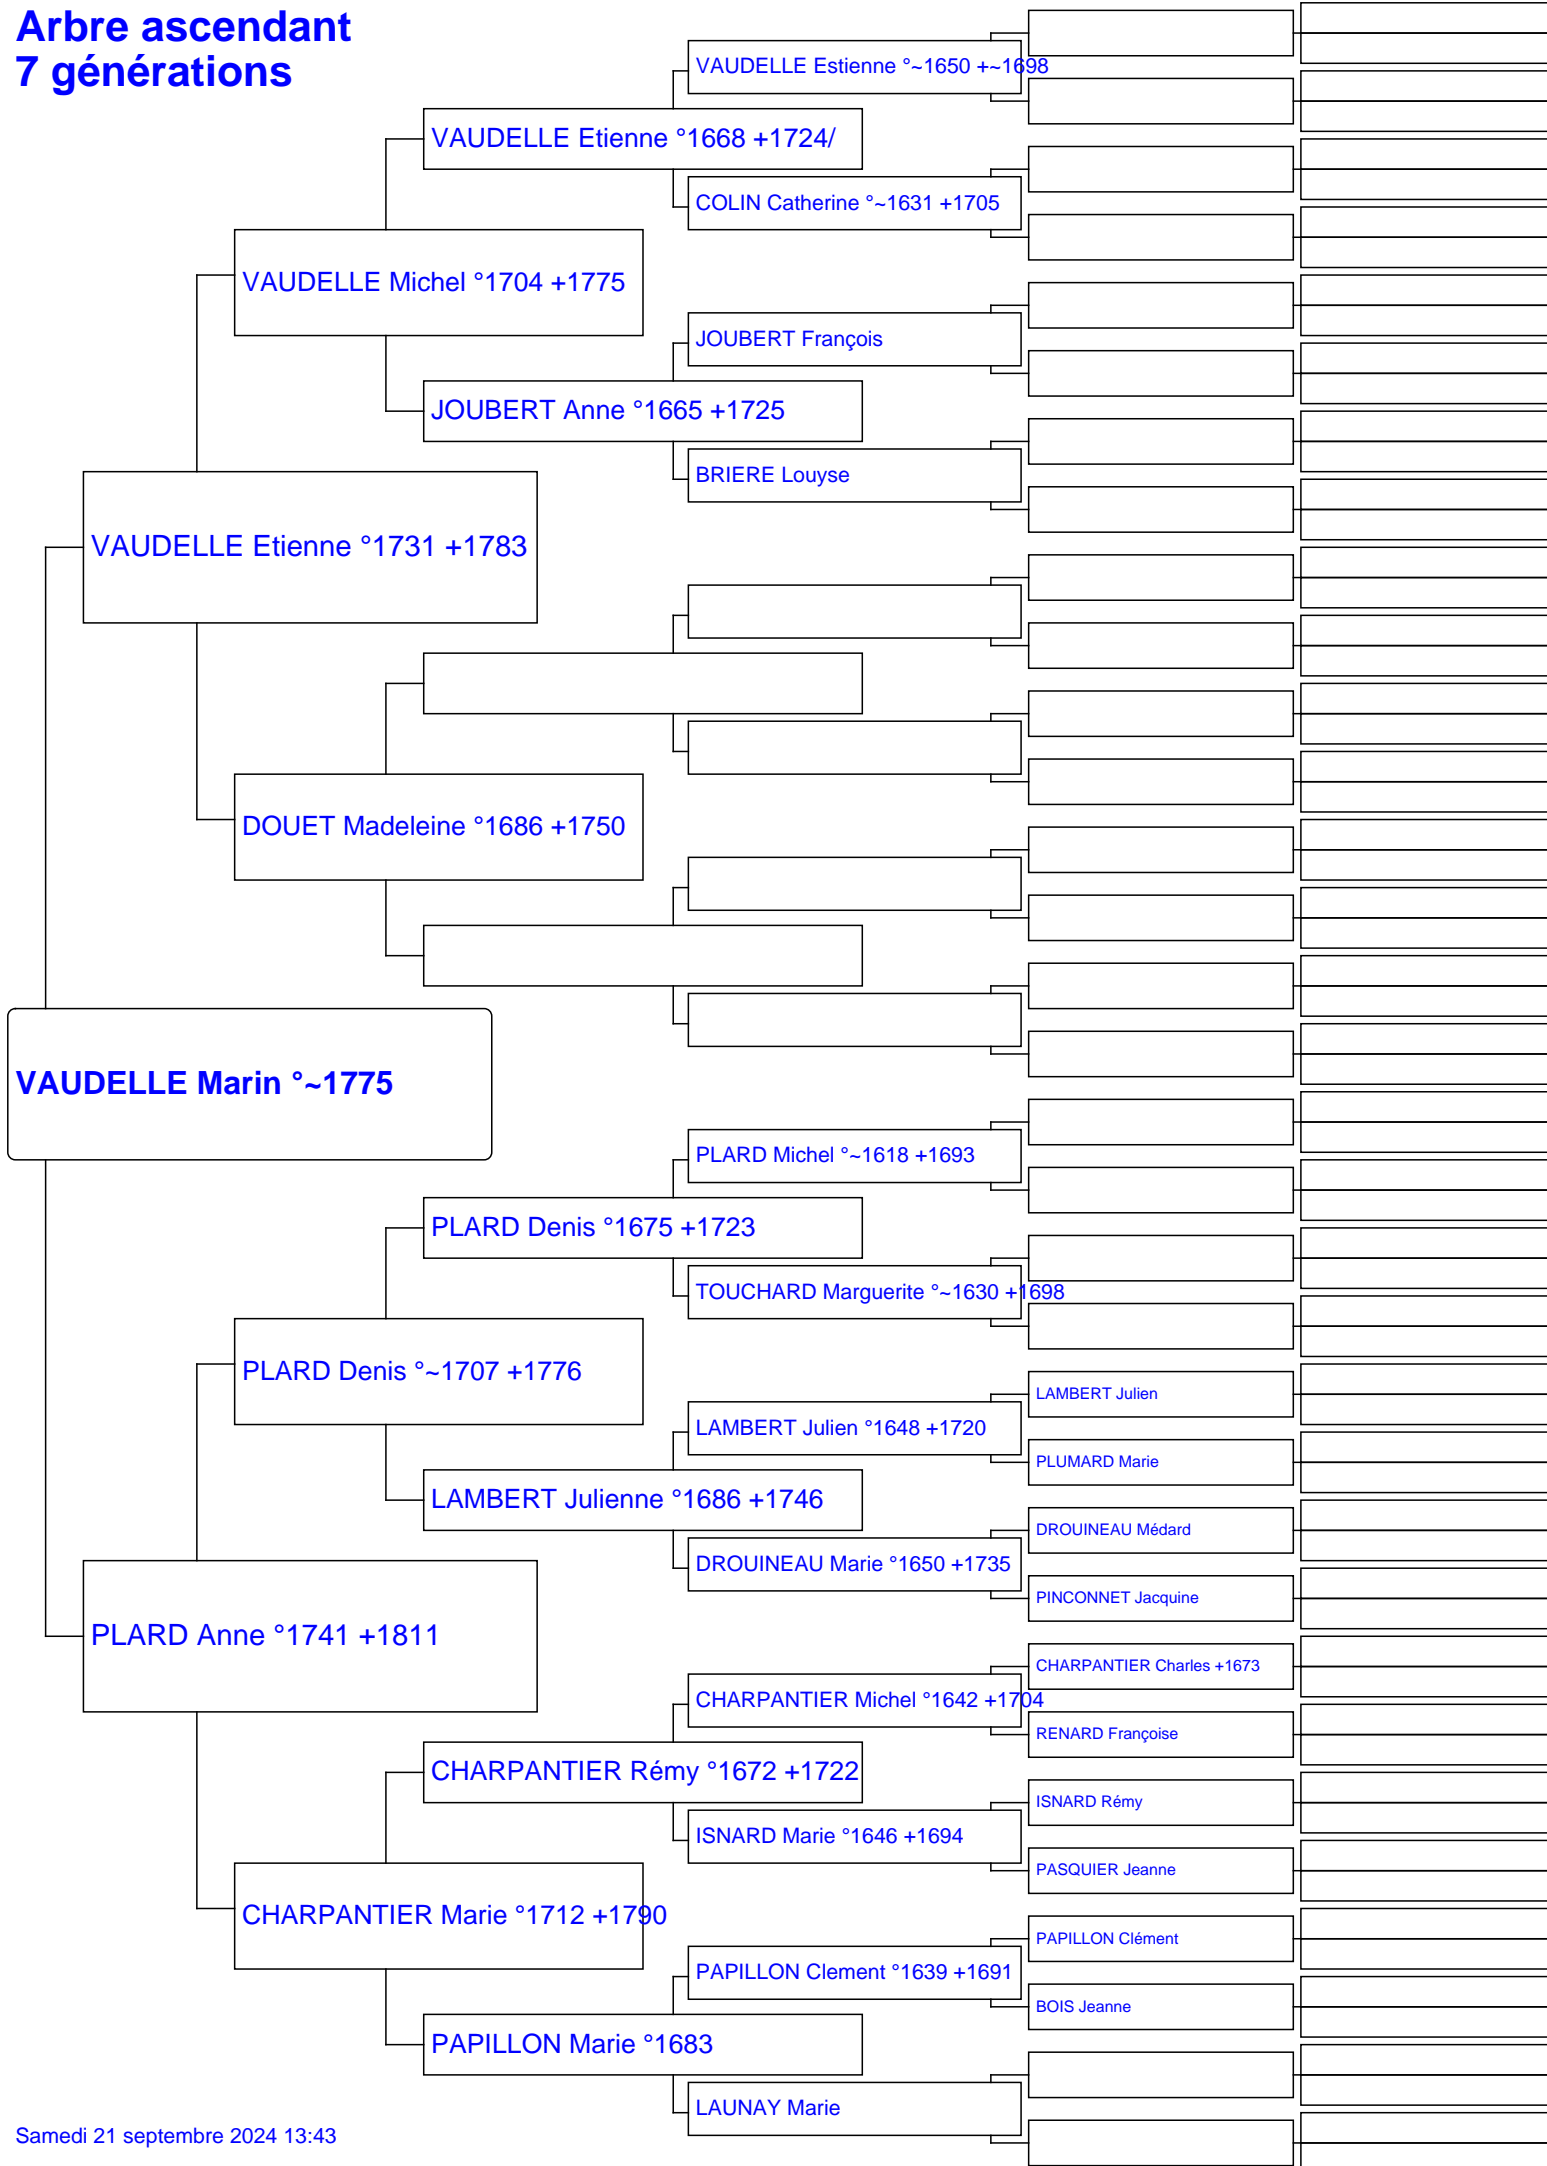 Arbre ascendant
7 générations
VAUDELLE Estienne °~1650 +~1698
VAUDELLE Etienne °1668 +1724/
COLIN Catherine °~1631 +1705
VAUDELLE Michel °1704 +1775
JOUBERT François
JOUBERT Anne °1665 +1725
BRIERE Louyse
VAUDELLE Etienne °1731 +1783
DOUET Madeleine °1686 +1750
VAUDELLE Marin °~1775
PLARD Michel °~1618 +1693
PLARD Denis °1675 +1723
TOUCHARD Marguerite °~1630 +1698
PLARD Denis °~1707 +1776
LAMBERT Julien
LAMBERT Julien °1648 +1720
PLUMARD Marie
LAMBERT Julienne °1686 +1746
DROUINEAU Médard
DROUINEAU Marie °1650 +1735
PINCONNET Jacquine
PLARD Anne °1741 +1811
CHARPANTIER Charles +1673
CHARPANTIER Michel °1642 +1704
RENARD Françoise
CHARPANTIER Rémy °1672 +1722
ISNARD Rémy
ISNARD Marie °1646 +1694
PASQUIER Jeanne
CHARPANTIER Marie °1712 +1790
PAPILLON Clément
PAPILLON Clement °1639 +1691
BOIS Jeanne
PAPILLON Marie °1683
LAUNAY Marie
Samedi 21 septembre 2024 13:43